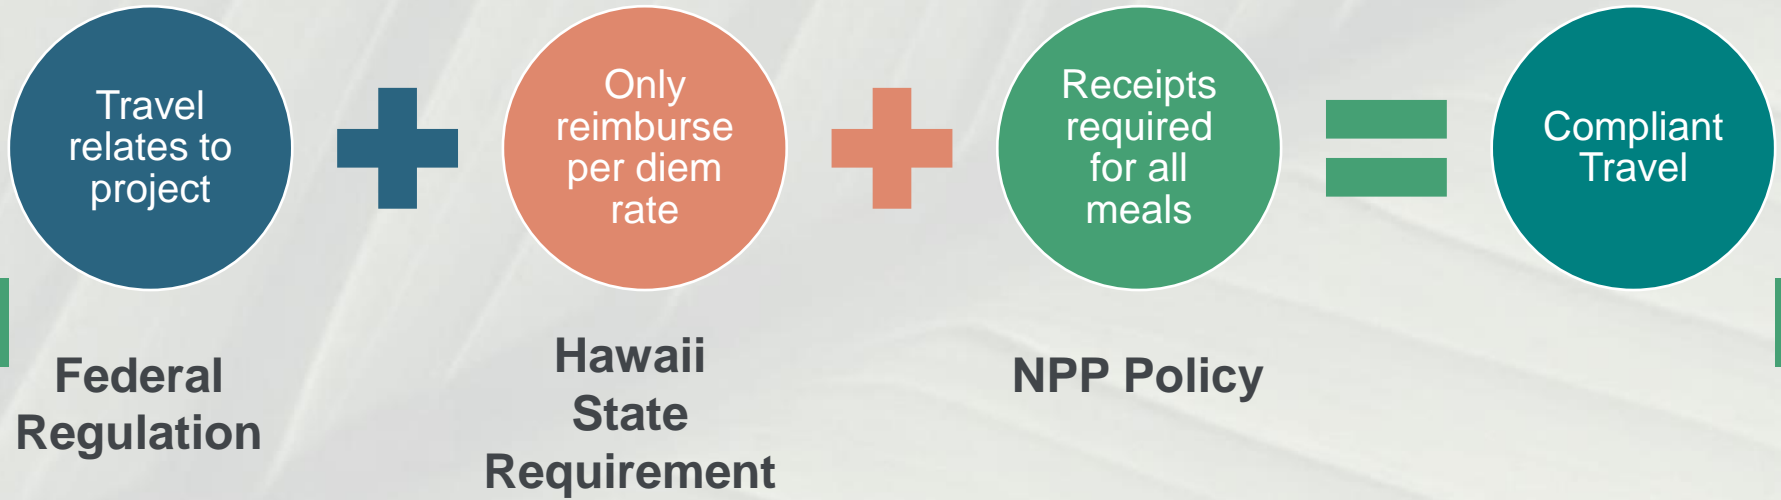 Travel
relates to
project
Only
reimburse
per diem
rate
Receipts
required
for all
meals
Compliant
Travel
Federal
Regulation
Hawaii
State
Requirement
NPP Policy